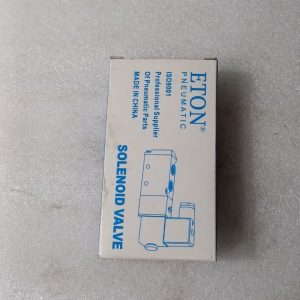 ETON®
PNEUMATIC
ISO9001
Professional Supplier
Of Pneumatic Parts
MADE IN CHINA
SOLENOID VALVE